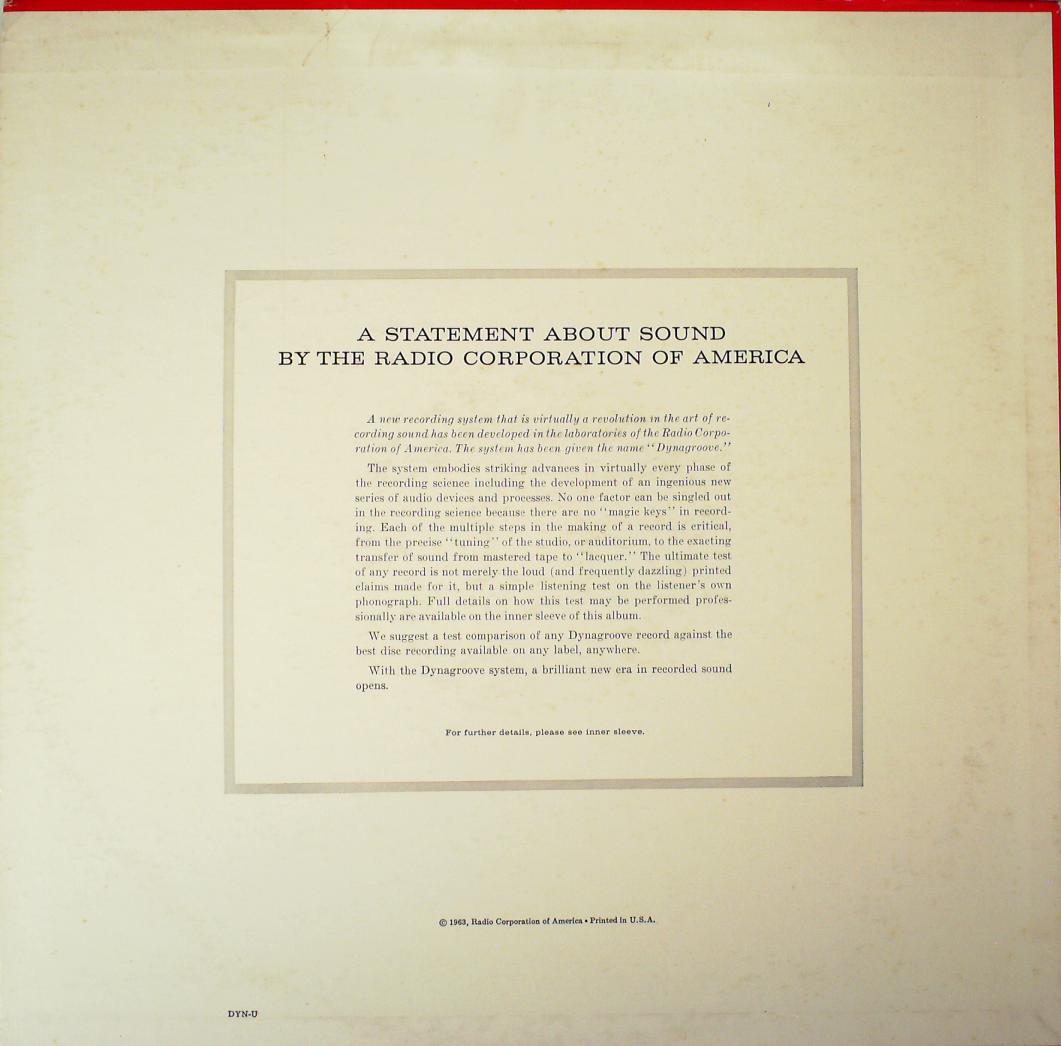 A STATEMENT ABOUT SOUND
BY THE RADIO CORPORATION OF AMERICA
A new recording system that is virtually a revolution in the art of re-
cording sound has been developed in the laboratories of the Radio Corpo-
ration of America. The system has been given the name "Dynagroove."
The system embodies striking advances in virtually every phase of
the recording science including the development of an ingenious new
series of audio devices and processes. No one factor can be singled out
in the recording science because there are no "magic keys" in record-
ing. Each of the multiple steps in the making of a record is critical,
from the precise "tuning" of the studio, or auditorium, to the exacting
transfer of sound from mastered tape to "lacquer." The ultimate test
of any record is not merely the loud (and frequently dazzling) printed
claims made for it, but a simple listening test on the listener's own
phonograph. Full details on how this test may be performed profes-
sionally are available on the inner sleeve of this album.
We suggest a test comparison of any Dynagroove record against the
best disc recording available on any label, anywhere.
With the Dynagroove system, a brilliant new era in recorded sound
opens.
For further details, please see inner sleeve.
© 1963, Radio Corporation of America • Printed in U.S.A.
DYN-U